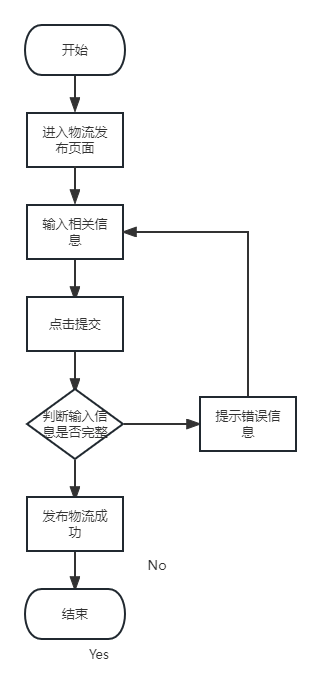 开始
进入物流发
布页面
输入相关信
息
点击提交
判断输入信
息是否完整
提示错误信
息
发布物流成
功
No
结束
Yes